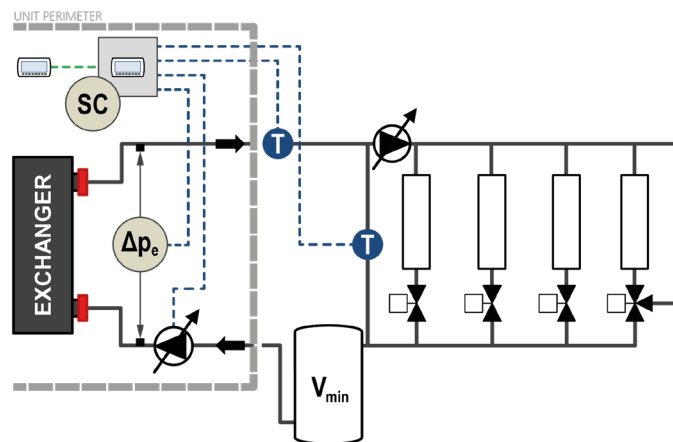 UNIT PERIMETER
SC
T
EXCHANGER
Δpe
T
Vmin